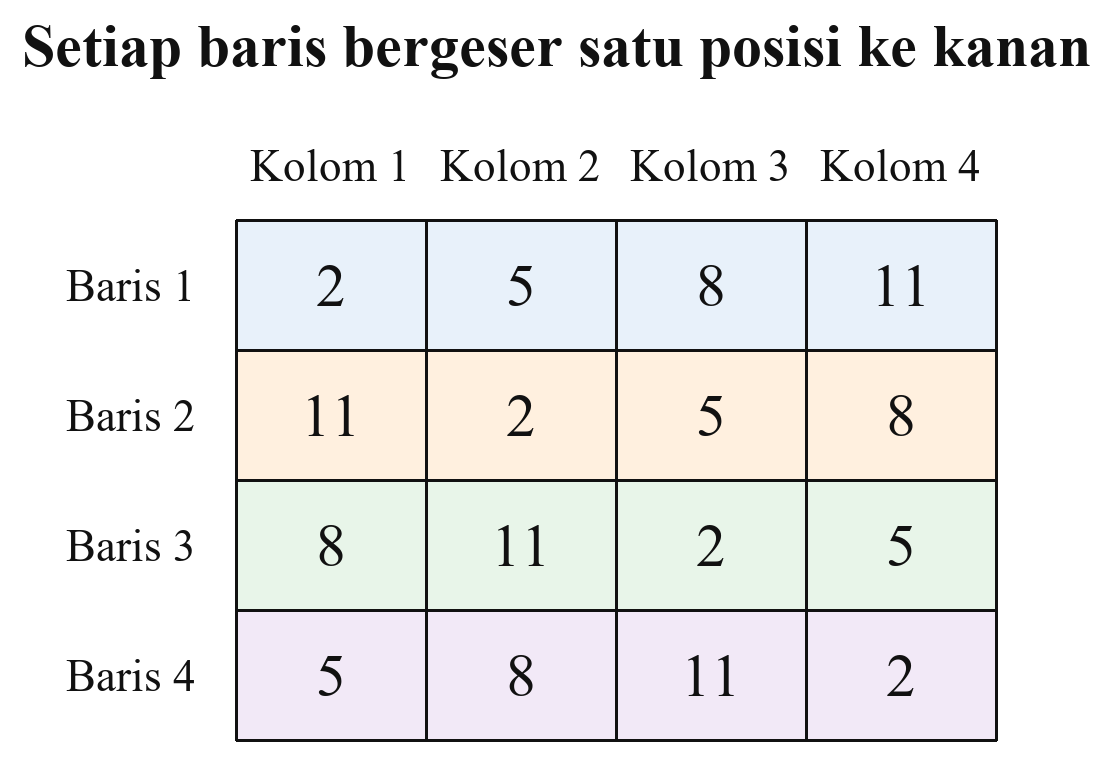 Setiap baris bergeser satu posisi ke kanan
Kolom 1 Kolom 2 Kolom 3 Kolom 4
Baris 1 2 5 8 11
Baris 2 11 2 5 8
Baris 3 8 11 2 5
Baris 4 5 8 11 2